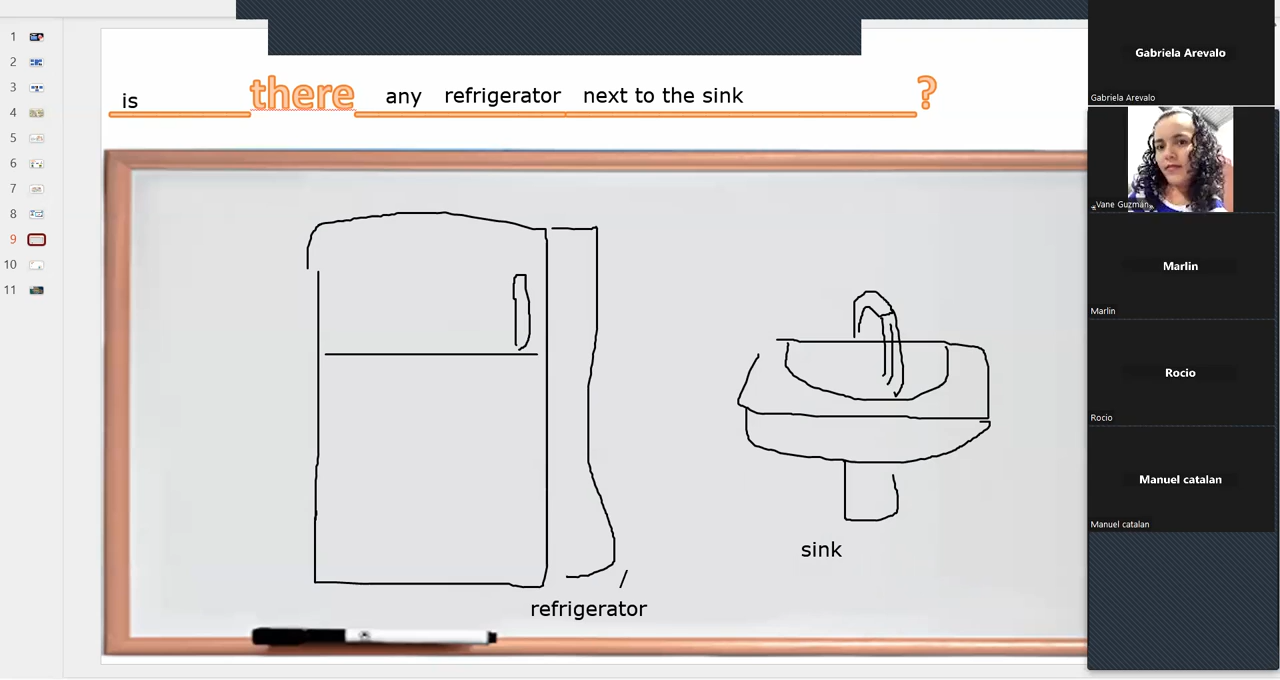 1
2
3
4
5
6
7
8
9
10
11
is there any refrigerator next to the sink ?
refrigerator
sink
Gabriela Arevalo
Gabriela Arevalo
Vane Guzmán
Marlin
Marlin
Rocio
Rocio
Manuel catalan
Manuel catalan